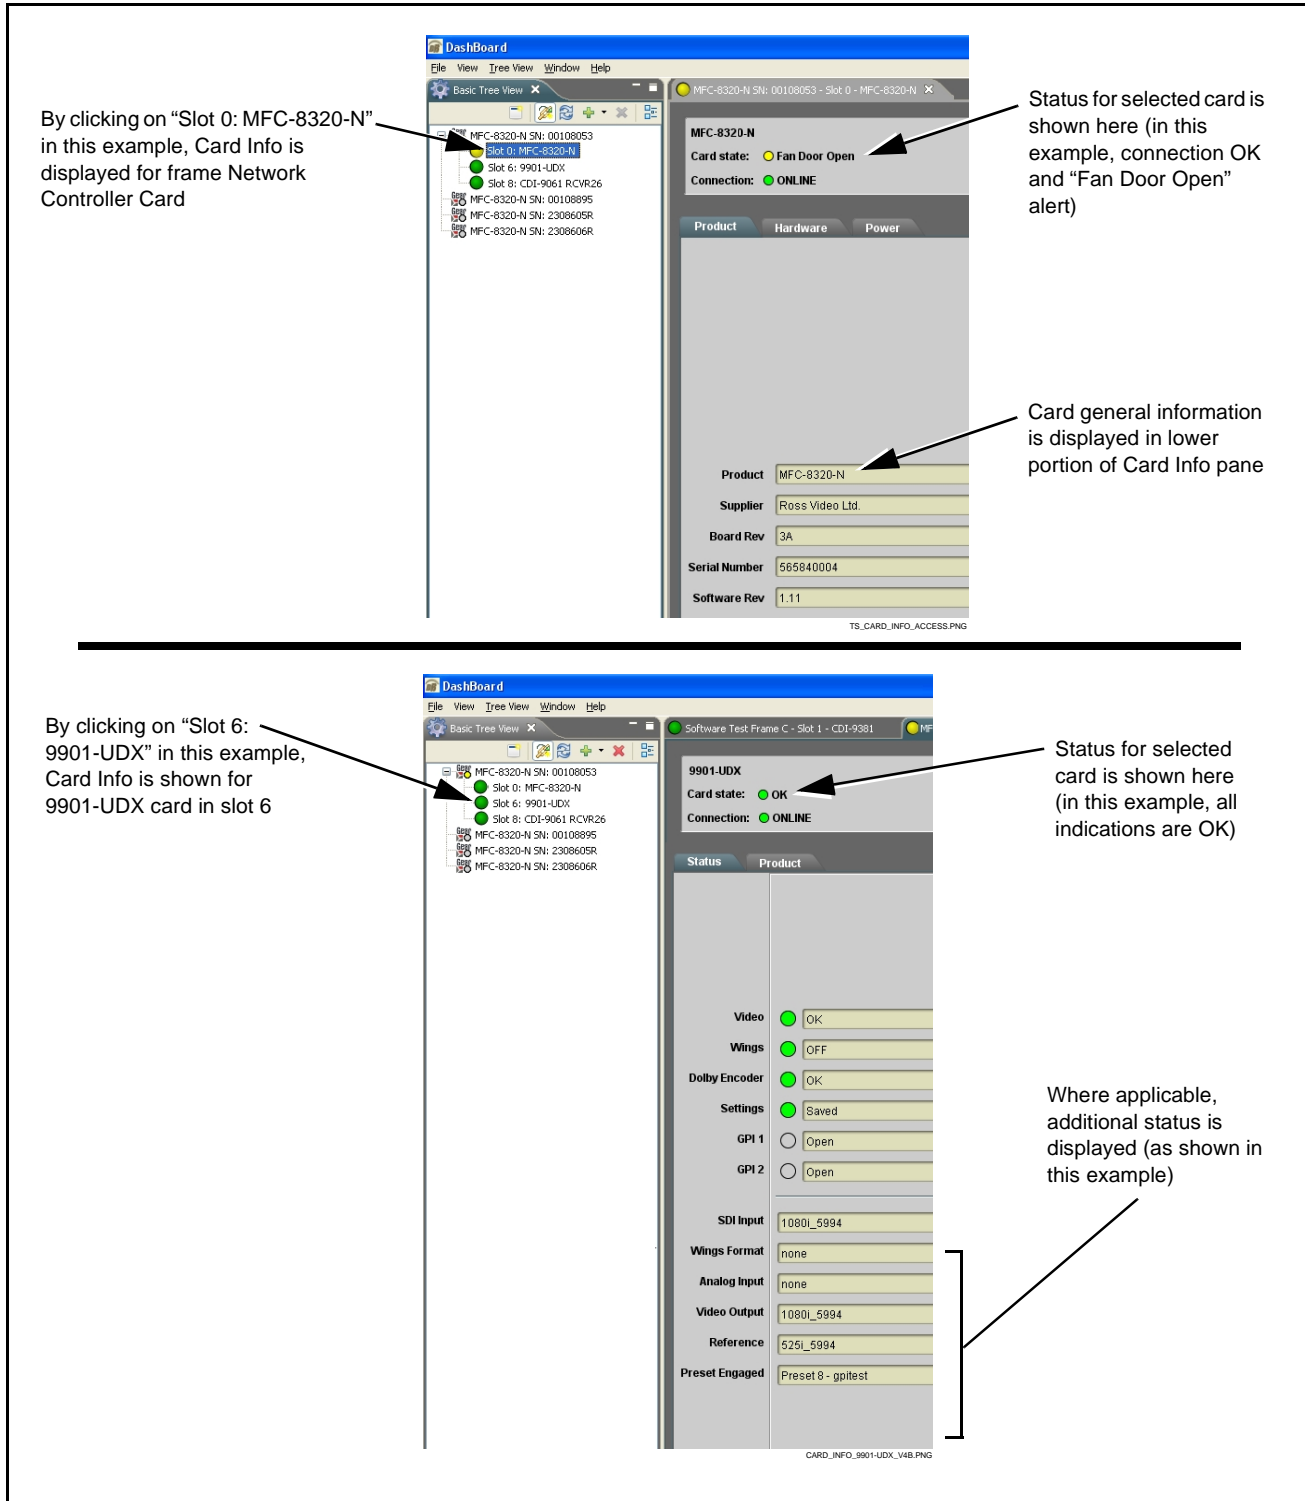 DashBoard
File View Tree View Window Help
Basic Tree View
MFC-8320-N SN: 00108053 - Slot 0 - MFC-8320-N
MFC-8320-N SN: 00108053
Slot 0: MFC-8320-N
Slot 6: 9901-UDX
Slot 8: CDI-9061 RCVR26
MFC-8320-N SN: 00108895
MFC-8320-N SN: 2308605R
MFC-8320-N SN: 2308606R
MFC-8320-N
Card state: Fan Door Open
Connection: ONLINE
Product Hardware Power
Product MFC-8320-N
Supplier Ross Video Ltd.
Board Rev 3A
Serial Number 565840004
Software Rev 1.11
By clicking on “Slot 0: MFC-8320-N”
in this example, Card Info is
displayed for frame Network
Controller Card
Status for selected card is
shown here (in this
example, connection OK
and “Fan Door Open”
alert)
Card general information
is displayed in lower
portion of Card Info pane
TS_CARD_INFO_ACCESS.PNG
DashBoard
File View Tree View Window Help
Basic Tree View
Software Test Frame C - Slot 1 - CDI-9381
MF
MFC-8320-N SN: 00108053
Slot 0: MFC-8320-N
Slot 6: 9901-UDX
Slot 8: CDI-9061 RCVR26
MFC-8320-N SN: 00108895
MFC-8320-N SN: 2308605R
MFC-8320-N SN: 2308606R
9901-UDX
Card state: OK
Connection: ONLINE
Status Product
Video OK
Wings OFF
Dolby Encoder OK
Settings Saved
GPI 1 Open
GPI 2 Open
SDI Input 1080i_5994
Wings Format none
Analog Input none
Video Output 1080i_5994
Reference 525i_5994
Preset Engaged Preset 8 - gpitest
By clicking on “Slot 6:
9901-UDX” in this example,
Card Info is shown for
9901-UDX card in slot 6
Status for selected
card is shown here
(in this example, all
indications are OK)
Where applicable,
additional status is
displayed (as shown in
this example)
CARD_INFO_9901-UDX_V4B.PNG